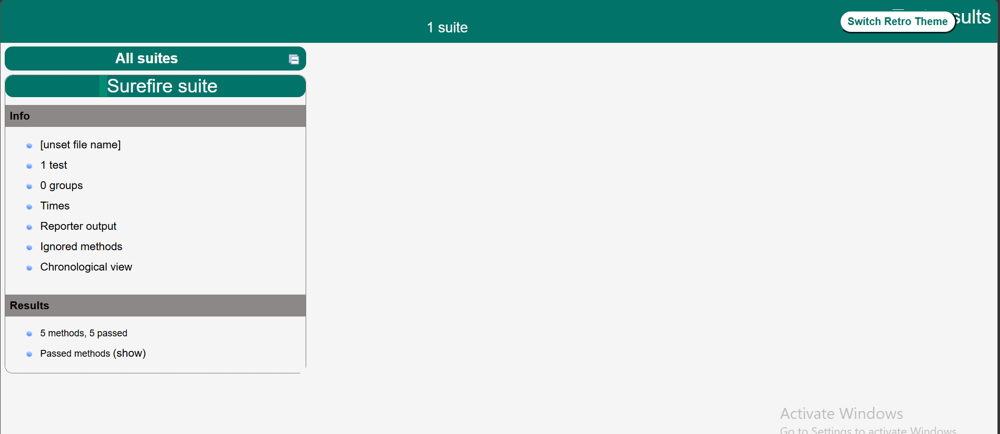 1 suite
Switch Retro Theme
All suites
Surefire suite
Info
[unset file name]
1 test
0 groups
Times
Reporter output
Ignored methods
Chronological view
Results
5 methods, 5 passed
Passed methods (show)
Activate Windows
Go to Settings to activate Windows